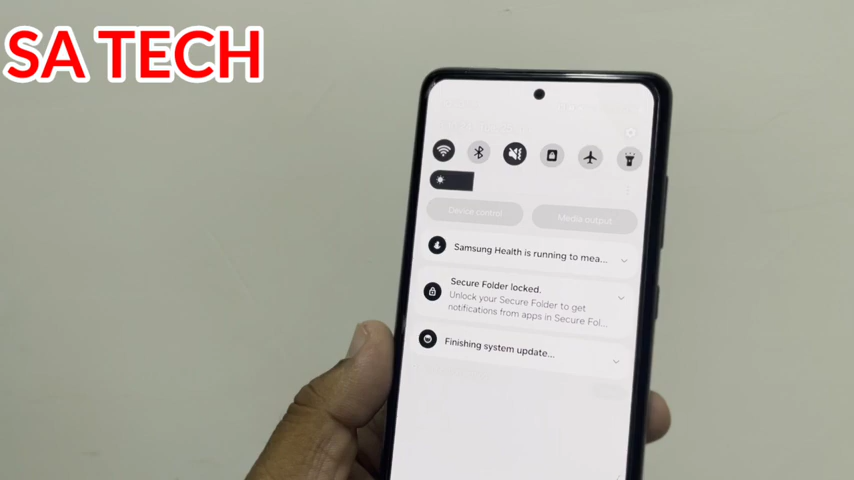 SA TECH
Device control
Media output
Samsung Health is running to mea...
Secure Folder locked.
Unlock your Secure Folder to get
notifications from apps in Secure Fol...
Finishing system update...